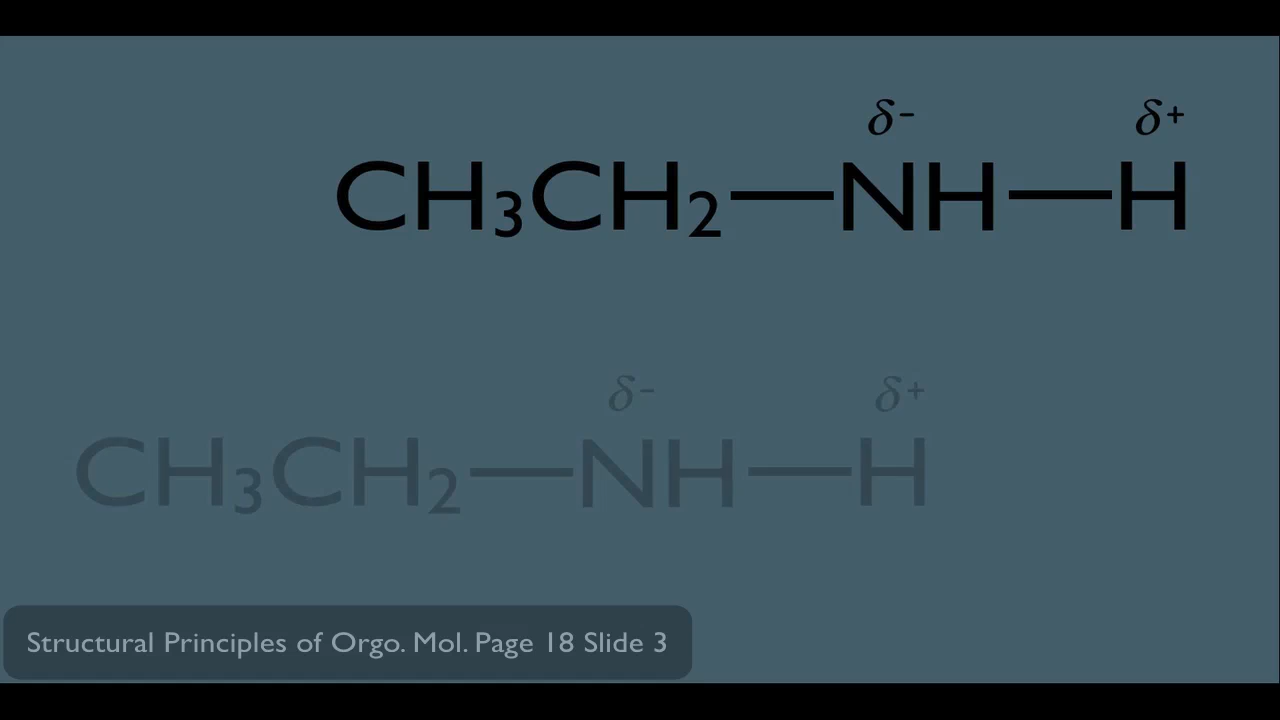 δ- δ+
CH₃CH₂—NH—H
δ- δ+
CH₃CH₂—NH—H
Structural Principles of Orgo. Mol. Page 18 Slide 3